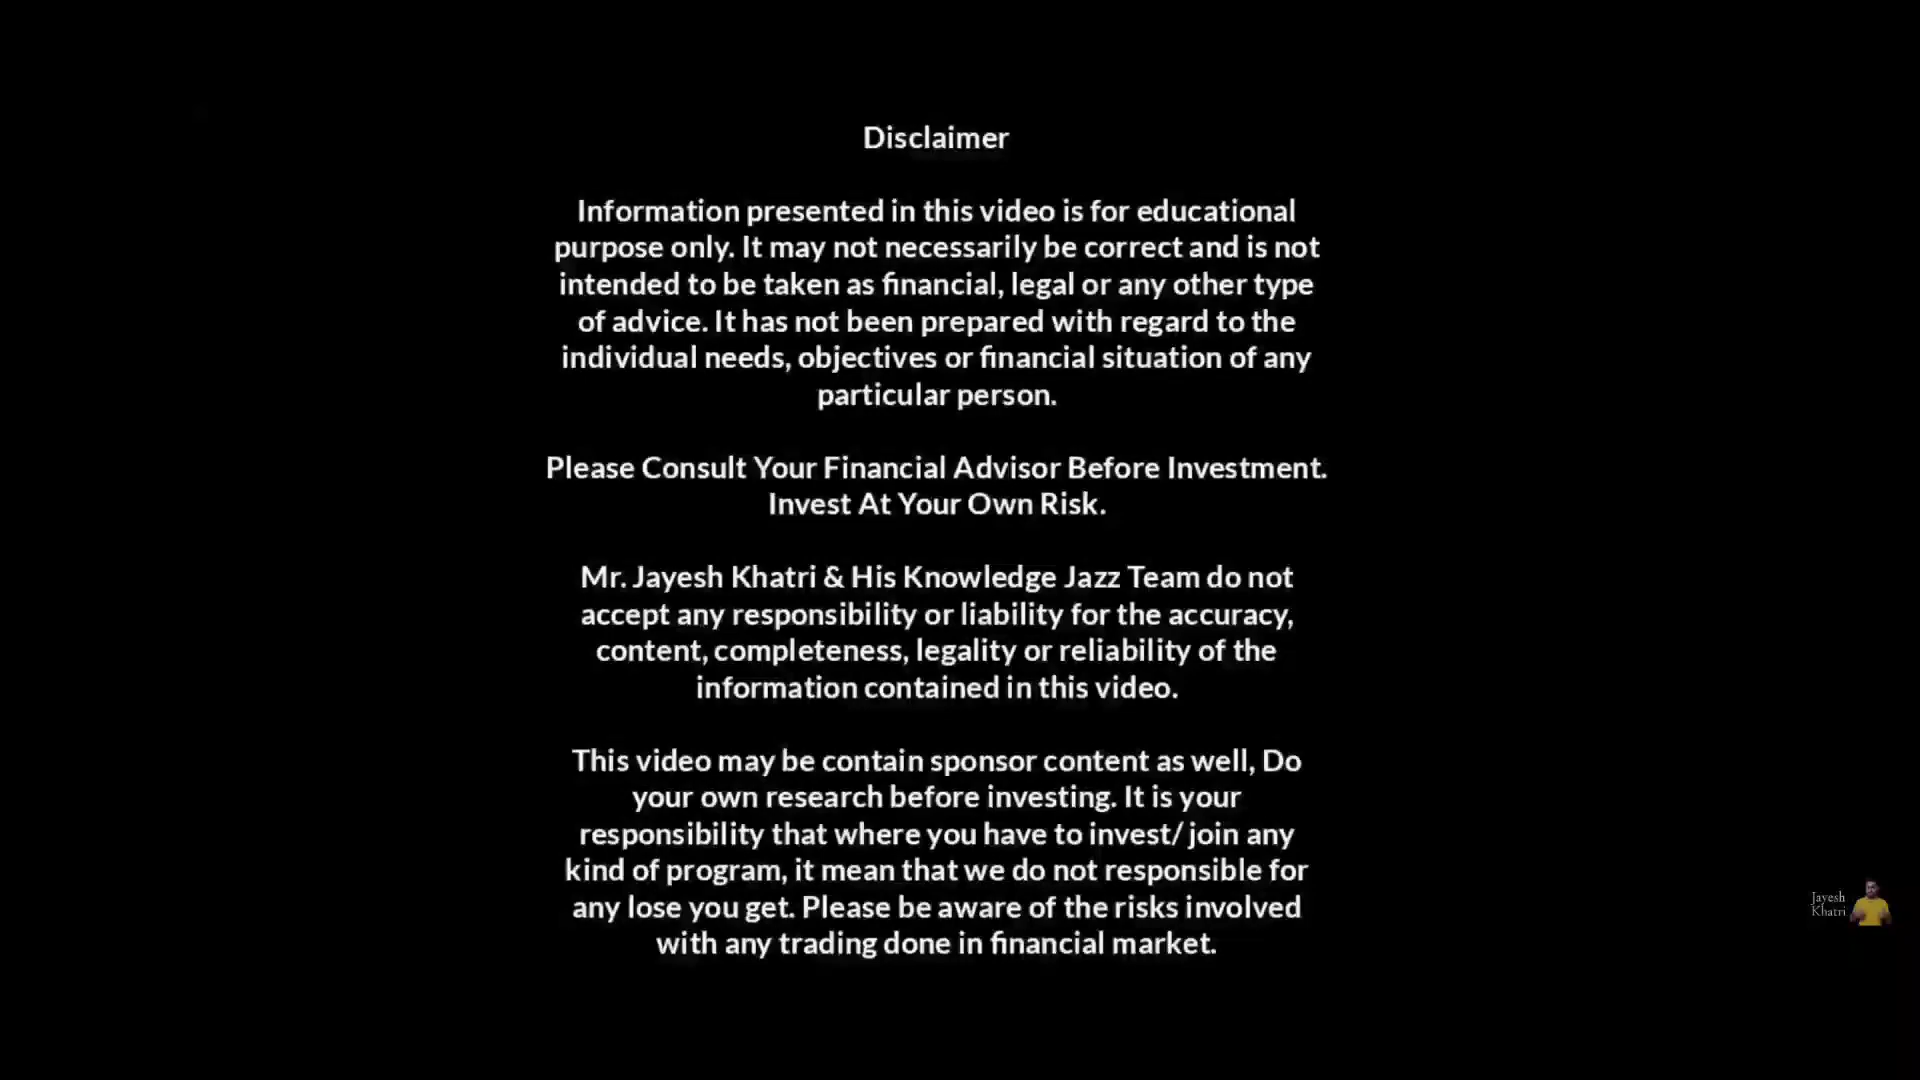 Disclaimer
Information presented in this video is for educational
purpose only. It may not necessarily be correct and is not
intended to be taken as financial, legal or any other type
of advice. It has not been prepared with regard to the
individual needs, objectives or financial situation of any
particular person.
Please Consult Your Financial Advisor Before Investment.
Invest At Your Own Risk.
Mr. Jayesh Khatri & His Knowledge Jazz Team do not
accept any responsibility or liability for the accuracy,
content, completeness, legality or reliability of the
information contained in this video.
This video may be contain sponsor content as well, Do
your own research before investing. It is your
responsibility that where you have to invest/ join any
kind of program, it mean that we do not responsible for
any lose you get. Please be aware of the risks involved
with any trading done in financial market.
Jayesh
Khatri